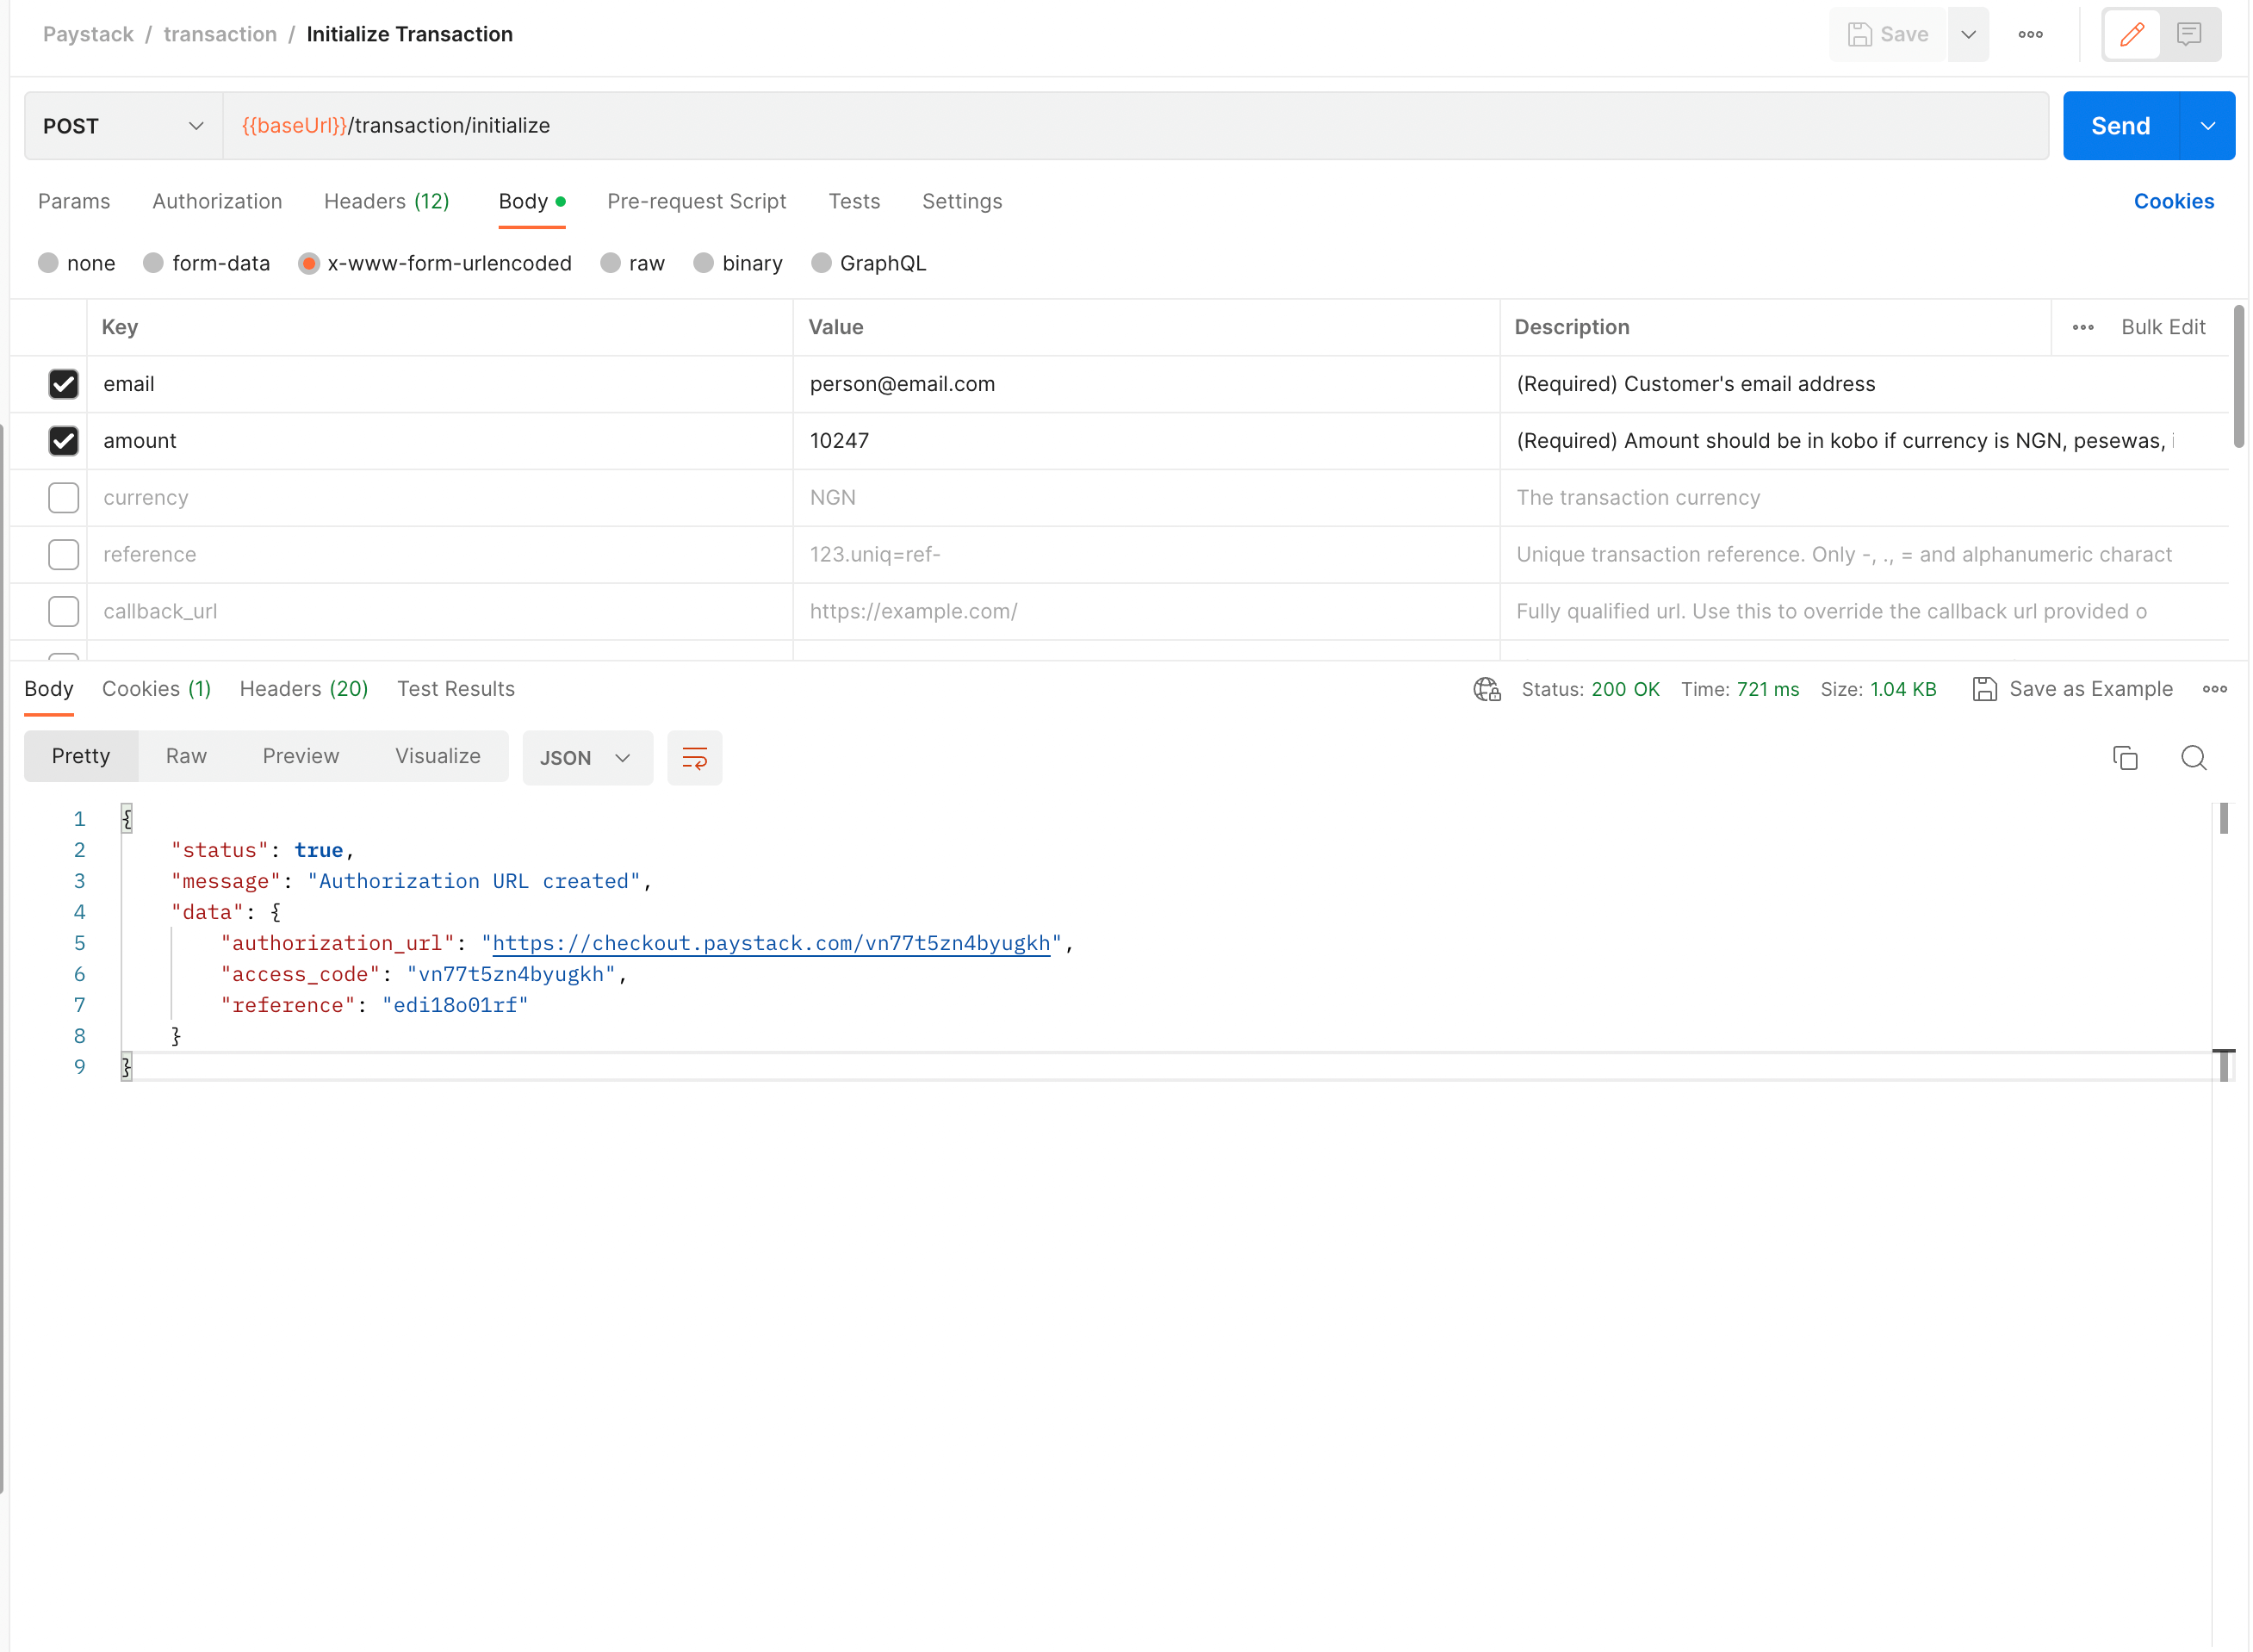 Paystack / transaction / Initialize Transaction
Save
POST
{{baseUrl}}/transaction/initialize
Send
Params Authorization Headers (12) Body Pre-request Script Tests Settings Cookies
none form-data x-www-form-urlencoded raw binary GraphQL
Key Value Description Bulk Edit
email person@email.com (Required) Customer's email address
amount 10247 (Required) Amount should be in kobo if currency is NGN, pesewas,
currency NGN The transaction currency
reference 123.uniq=ref- Unique transaction reference. Only -, ., = and alphanumeric charact
callback_url https://example.com/ Fully qualified url. Use this to override the callback url provided o
Body Cookies (1) Headers (20) Test Results Status: 200 OK Time: 721 ms Size: 1.04 KB Save as Example
Pretty Raw Preview Visualize JSON
1 {
2 "status": true,
3 "message": "Authorization URL created",
4 "data": {
5 "authorization_url": "https://checkout.paystack.com/vn77t5zn4byugkh",
6 "access_code": "vn77t5zn4byugkh",
7 "reference": "edi18o01rf"
8 }
9 }